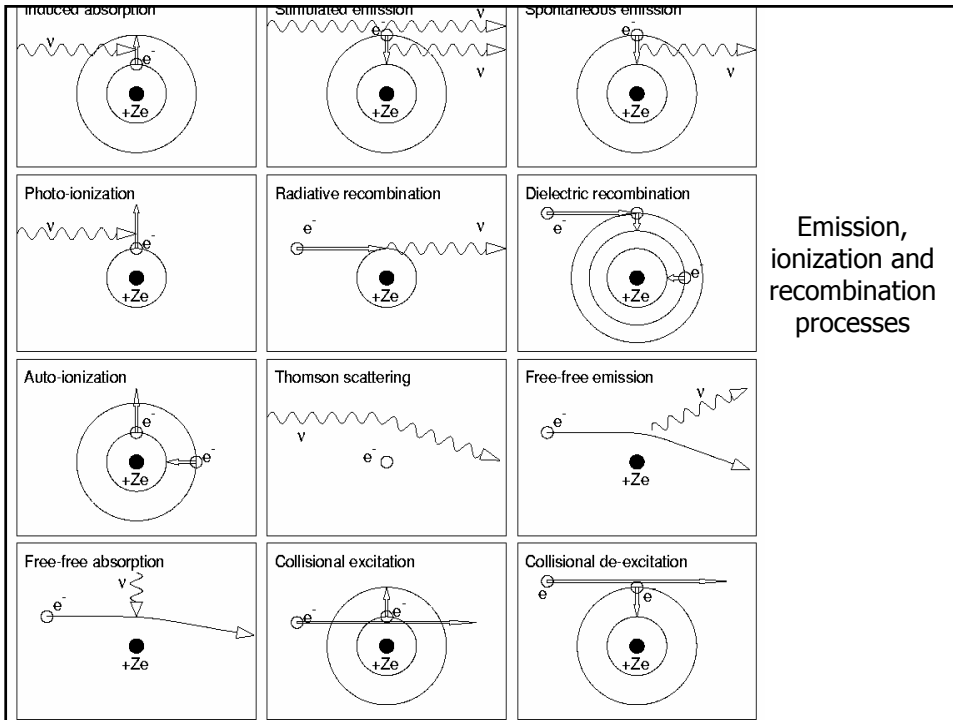 Induced absorption
ν
e⁻
+Ze
Stimulated emission
ν
e⁻
ν
+Ze
Spontaneous emission
e⁻
ν
+Ze
Photo-ionization
ν
e⁻
+Ze
Radiative recombination
e⁻
ν
+Ze
Dielectric recombination
e⁻
e⁻
+Ze
Emission,
ionization and
recombination
processes
Auto-ionization
e⁻
+Ze
Thomson scattering
ν
e⁻
Free-free emission
ν
e⁻
+Ze
Free-free absorption
ν
e⁻
+Ze
Collisional excitation
e⁻
e⁻
+Ze
Collisional de-excitation
e
e
+Ze